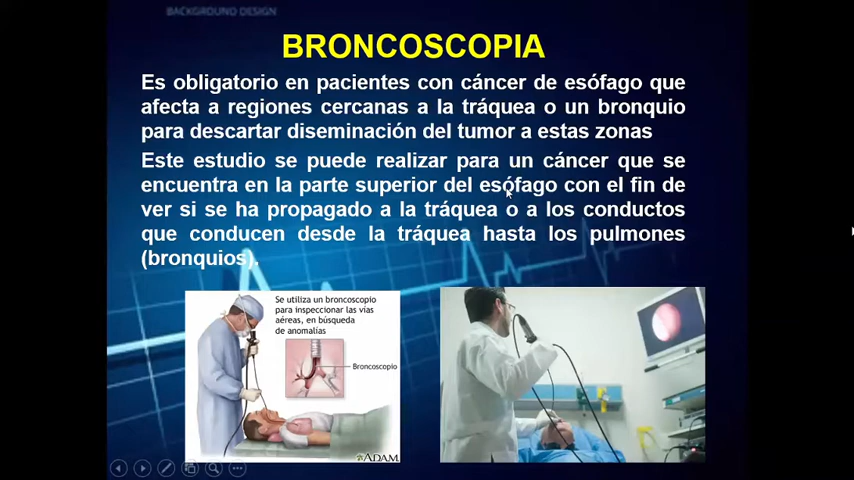 BACKGROUND DESIGN
BRONCOSCOPIA
Es obligatorio en pacientes con cáncer de esófago que
afecta a regiones cercanas a la tráquea o un bronquio
para descartar diseminación del tumor a estas zonas
Este estudio se puede realizar para un cáncer que se
encuentra en la parte superior del esófago con el fin de
ver si se ha propagado a la tráquea o a los conductos
que conducen desde la tráquea hasta los pulmones
(bronquios).
Se utiliza un broncoscopio
para inspeccionar las vías
aéreas, en búsqueda
de anomalías
Broncoscopio
ADAM